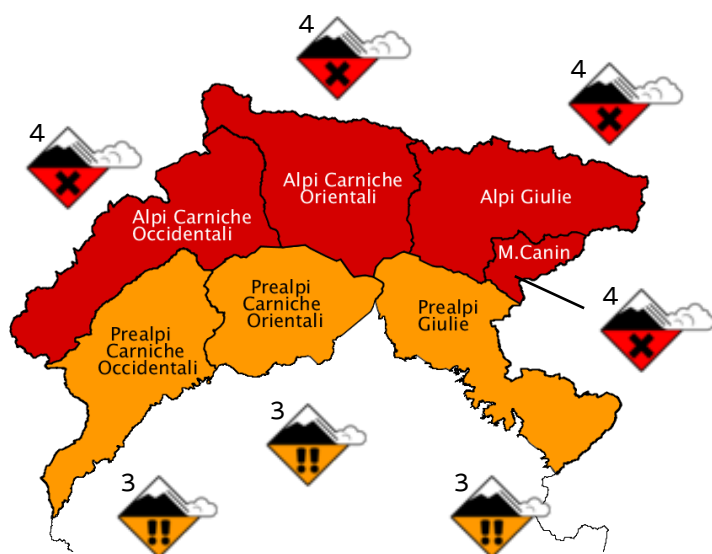 4
4
4
Alpi Carniche
Orientali
Alpi Giulie
Alpi Carniche
Occidentali
M.Canin
Prealpi
Carniche
Orientali
4
Prealpi
Giulie
Prealpi
Carniche
Occidentali
3
!!
3
!!
3
!!